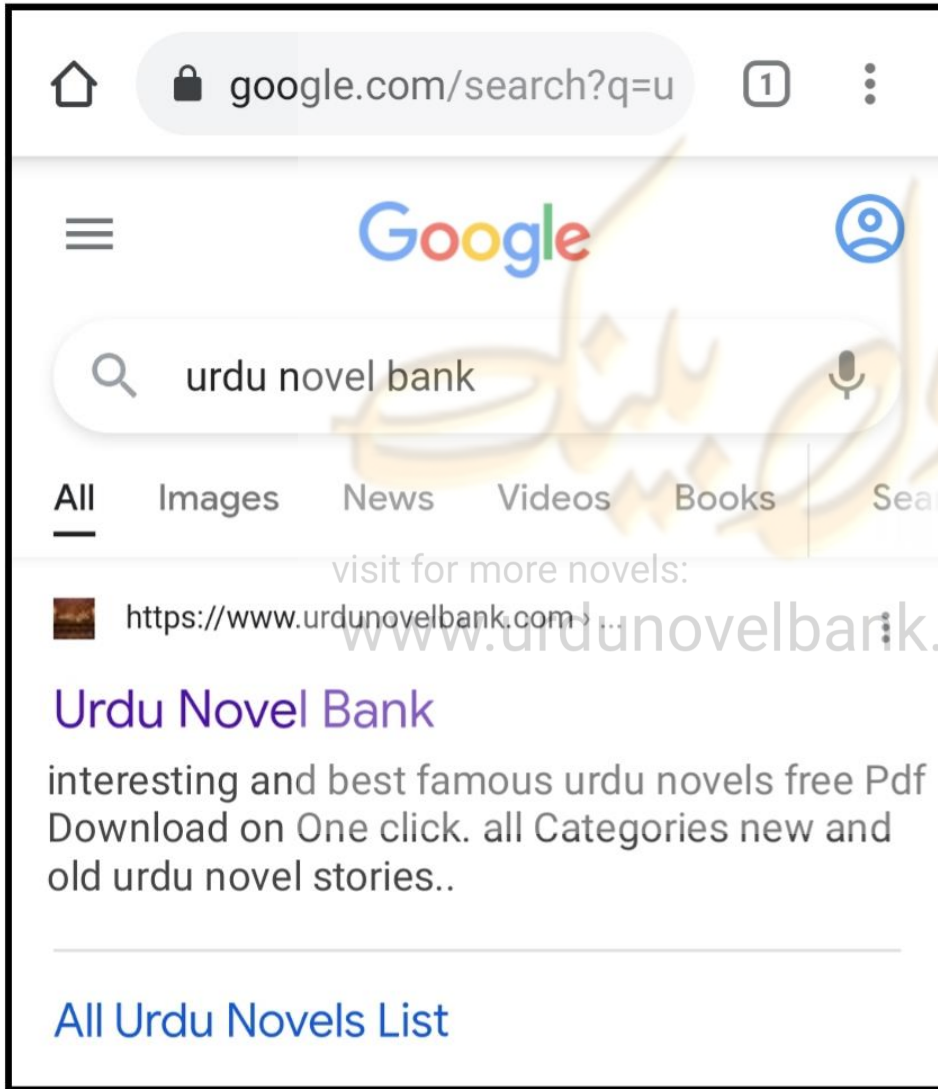 google.com/search?q=u
1
Google
urdu novel bank
All Images News Videos Books Sea
visit for more novels:
https://www.urdunovelbank.com › ...
www.urdunovelbank.
Urdu Novel Bank
interesting and best famous urdu novels free Pdf
Download on One click. all Categories new and
old urdu novel stories..
All Urdu Novels List